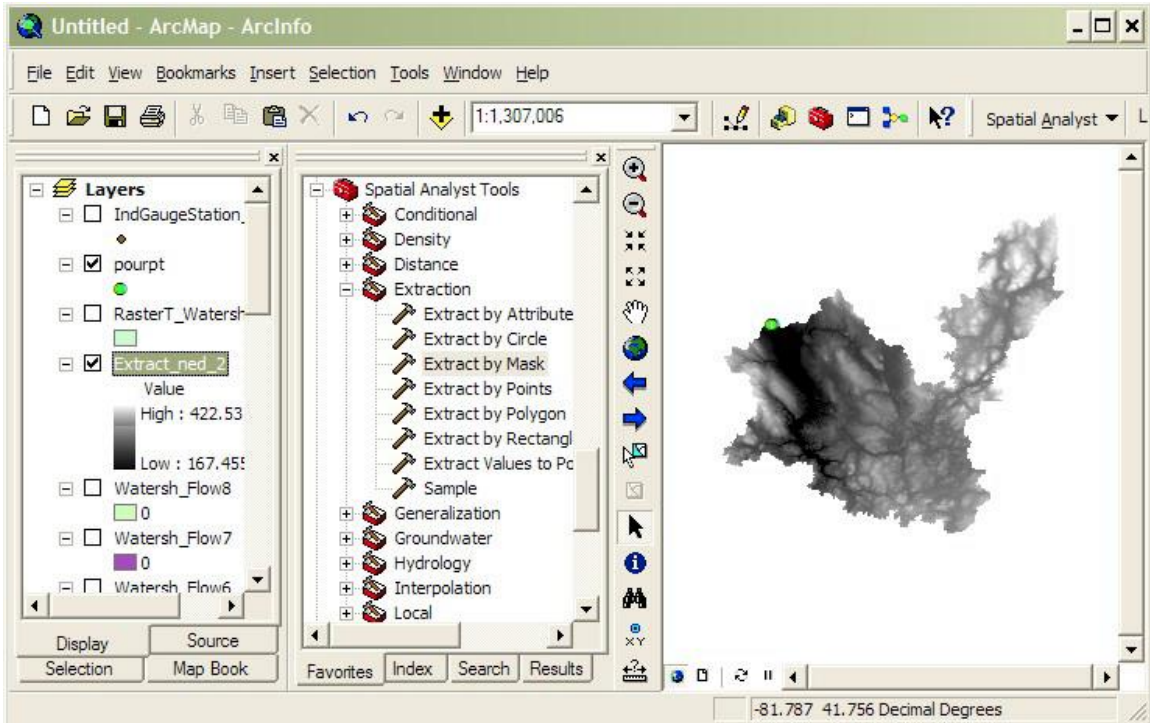 Untitled - ArcMap - ArcInfo
File Edit View Bookmarks Insert Selection Tools Window Help
1:1,307,006
Spatial Analyst
L
Layers
IndGaugeStation_
pourpt
RasterT_Watersh
Extract_ned_2
Value
High : 422.53
Low : 167.455
Watersh_Flow8
0
Watersh_Flow7
0
Watersh_Flow6
Display Source
Selection Map Book
Spatial Analyst Tools
Conditional
Density
Distance
Extraction
Extract by Attribute
Extract by Circle
Extract by Mask
Extract by Points
Extract by Polygon
Extract by Rectangl
Extract Values to Po
Sample
Generalization
Groundwater
Hydrology
Interpolation
Local
Favorites Index Search Results
XY
-81.787 41.756 Decimal Degrees